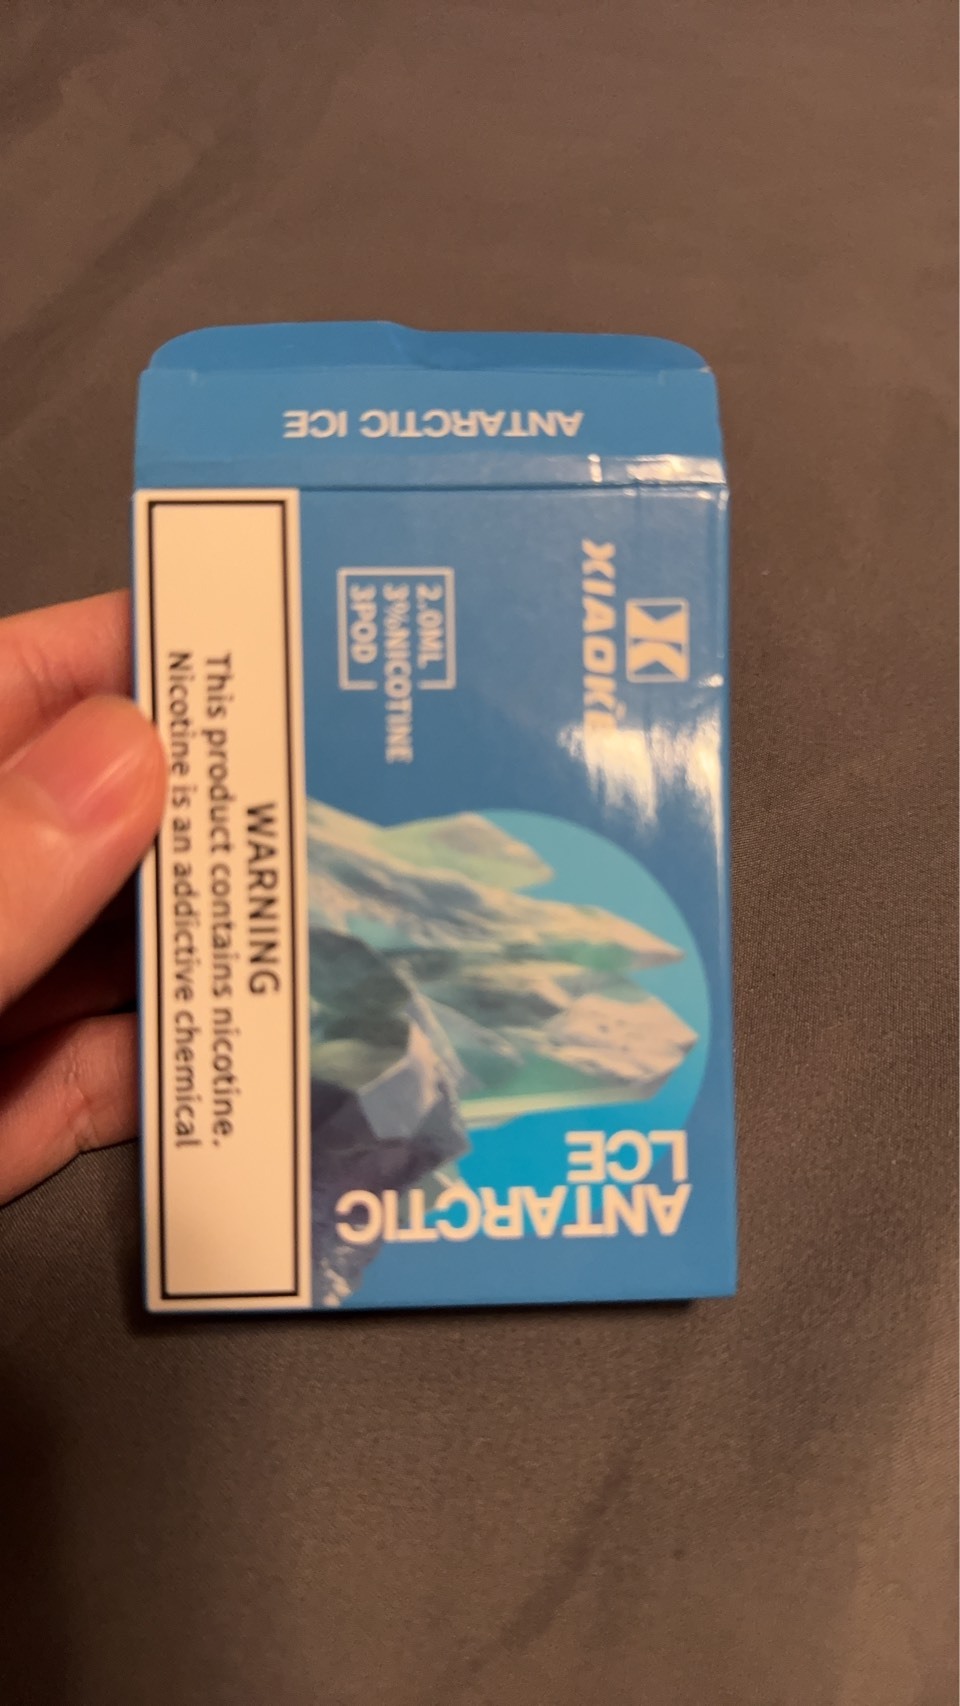 ANTARCTIC ICE
XIAOKE
2.0ML
3%NICOTINE
3POD
ANTARCTIC
LCE
WARNING
This product contains nicotine.
Nicotine is an addictive chemical